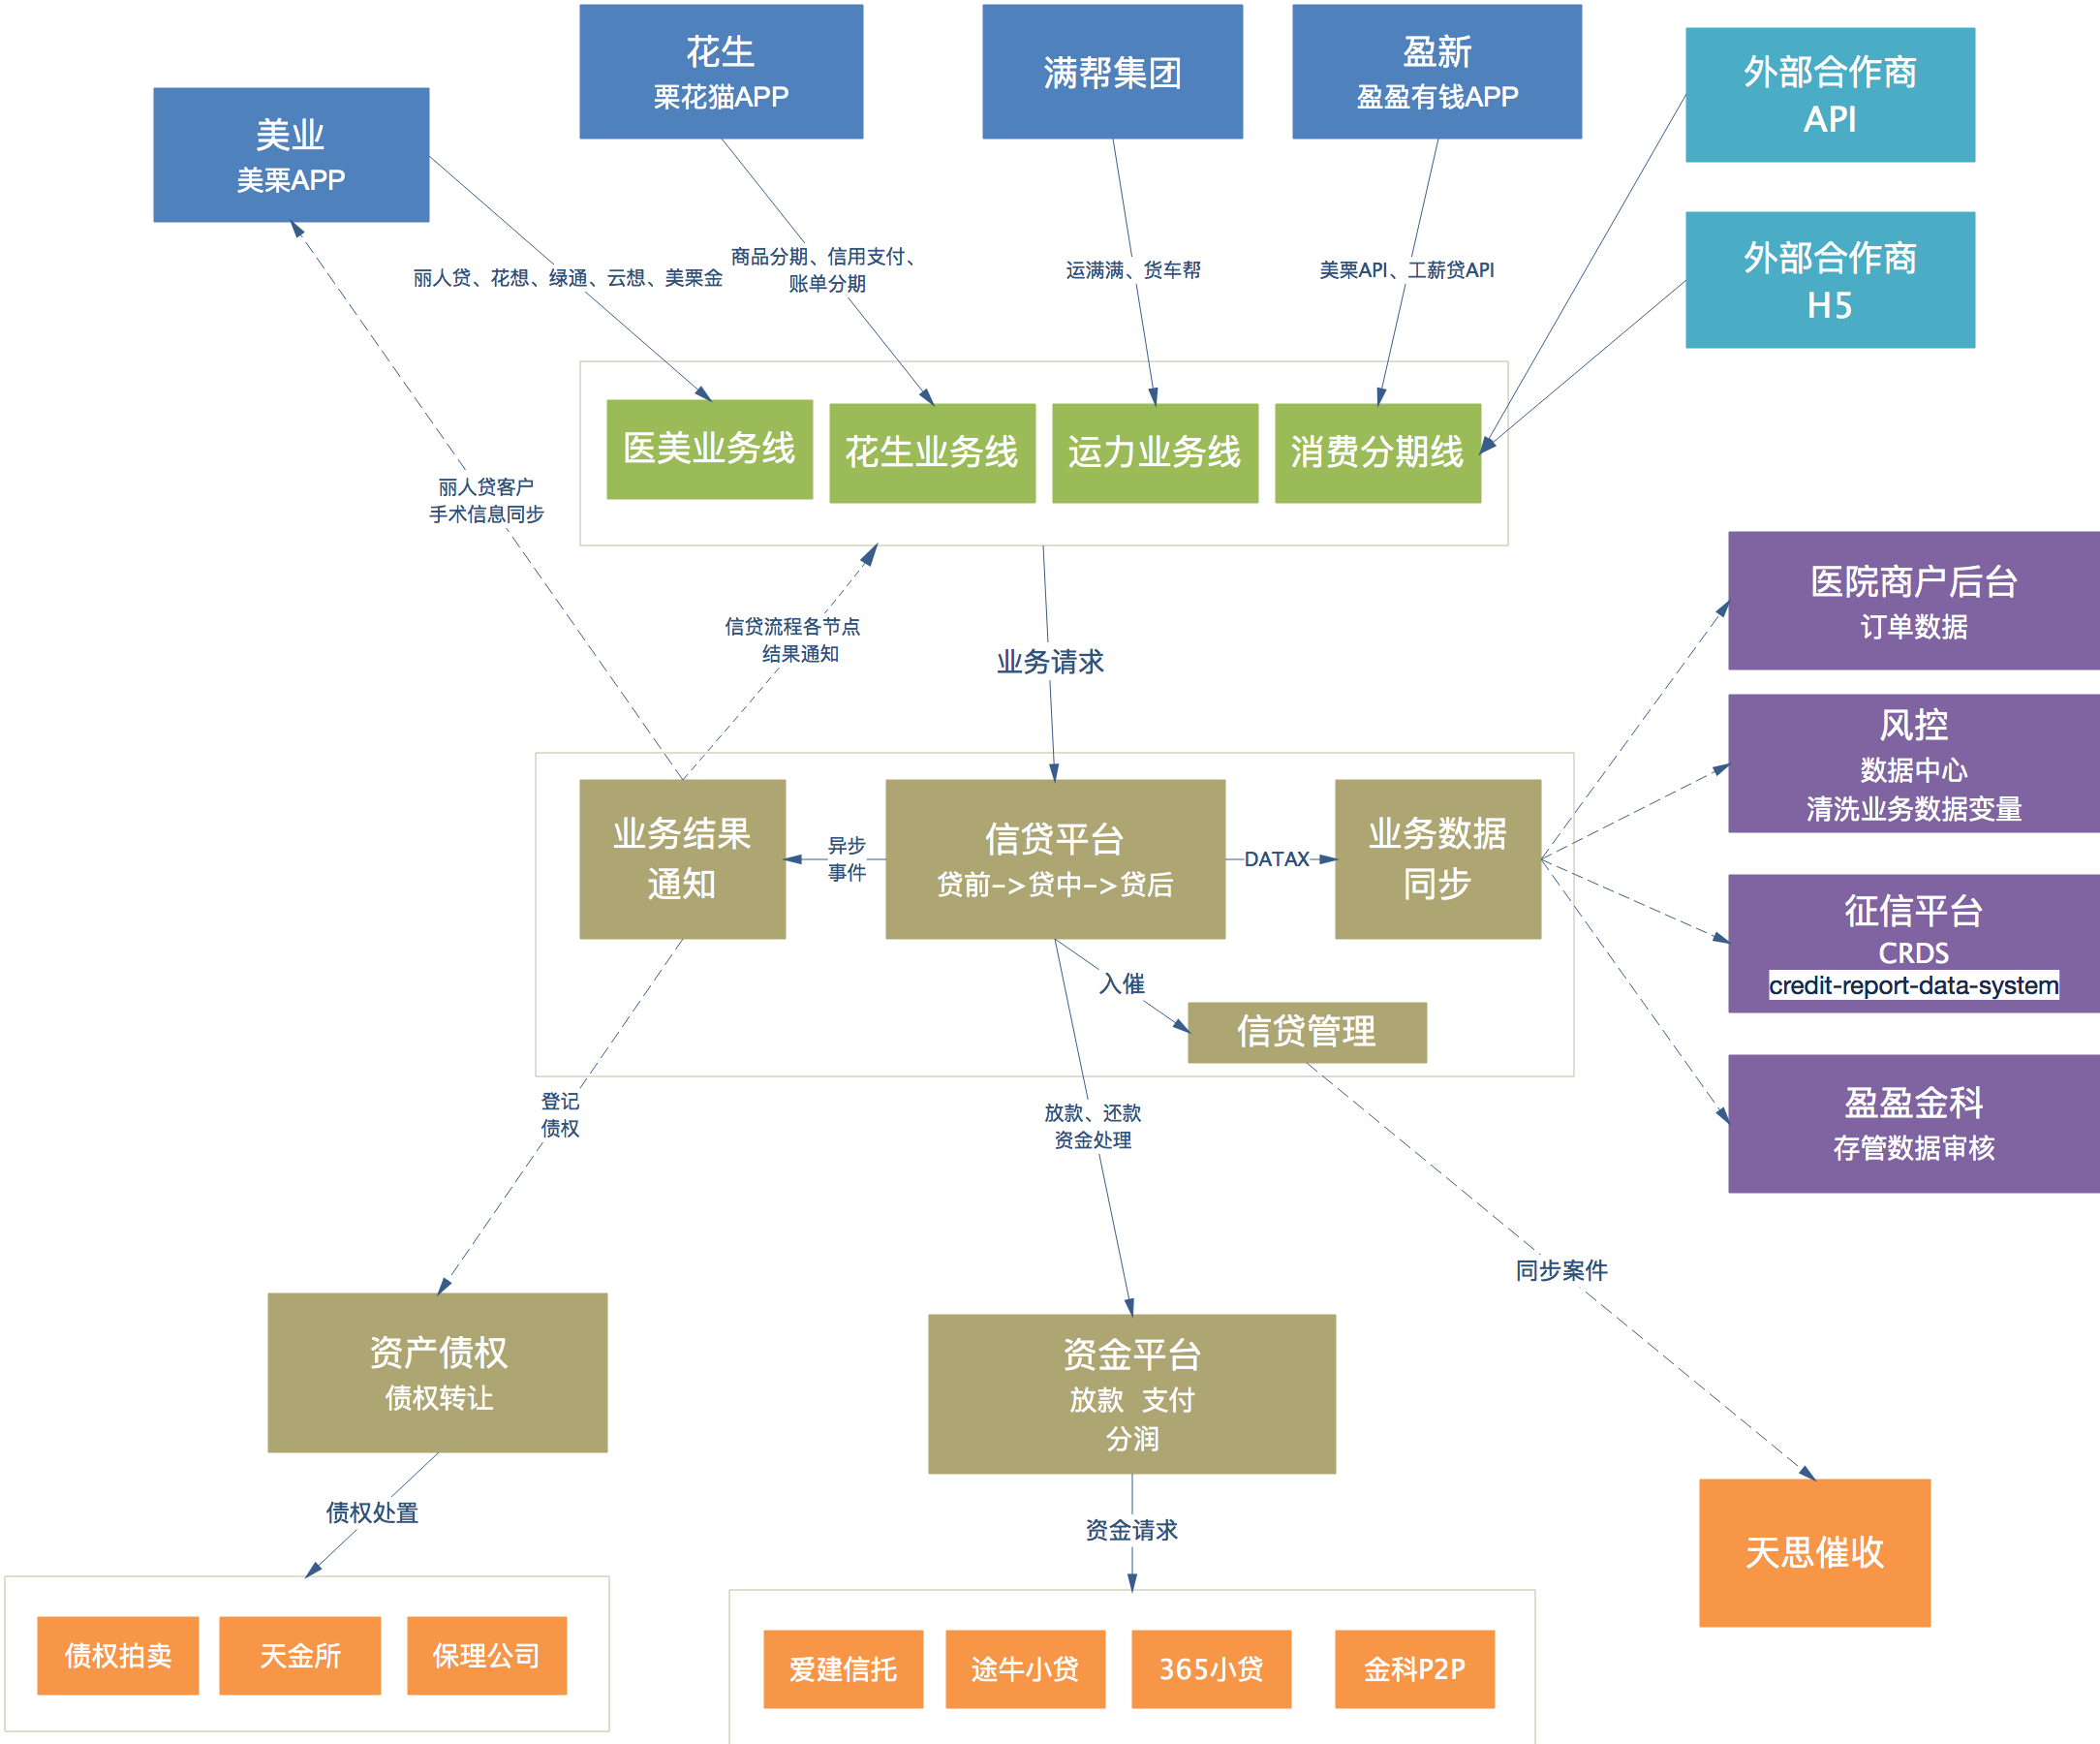 花生
栗花猫APP
满帮集团
盈新
盈盈有钱APP
外部合作商
API
美业
美栗APP
外部合作商
H5
丽人贷、花想、绿通、云想、美栗金
商品分期、信用支付、
账单分期
运满满、货车帮
美栗API、工薪贷API
医美业务线
花生业务线
运力业务线
消费分期线
丽人贷客户
手术信息同步
信贷流程各节点
结果通知
业务请求
医院商户后台
订单数据
风控
数据中心
清洗业务数据变量
业务结果
通知
异步
事件
信贷平台
贷前->贷中->贷后
DATAX
业务数据
同步
征信平台
CRDS
credit-report-data-system
入催
信贷管理
盈盈金科
存管数据审核
登记
债权
放款、还款
资金处理
同步案件
资产债权
债权转让
资金平台
放款 支付
分润
债权处置
资金请求
天思催收
债权拍卖
天金所
保理公司
爱建信托
途牛小贷
365小贷
金科P2P